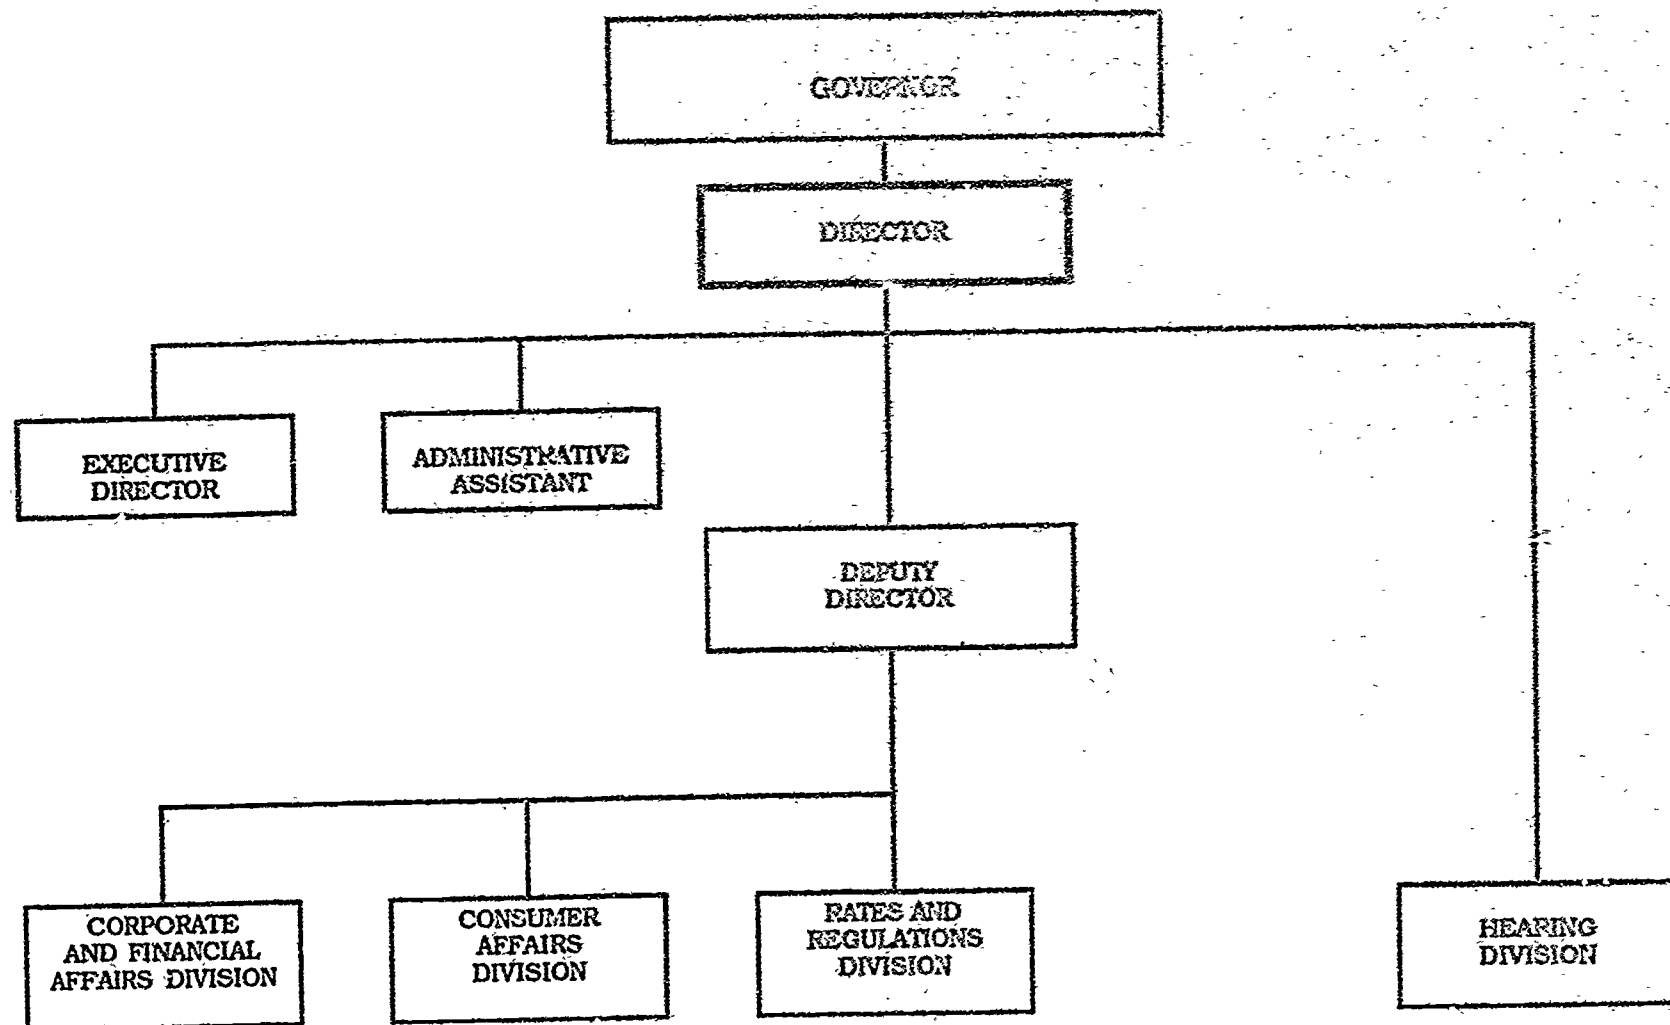 GOVERNOR
DIRECTOR
EXECUTIVE
DIRECTOR
ADMINISTRATIVE
ASSISTANT
DEPUTY
DIRECTOR
CORPORATE
AND FINANCIAL
AFFAIRS DIVISION
CONSUMER
AFFAIRS
DIVISION
RATES AND
REGULATIONS
DIVISION
HEARING
DIVISION